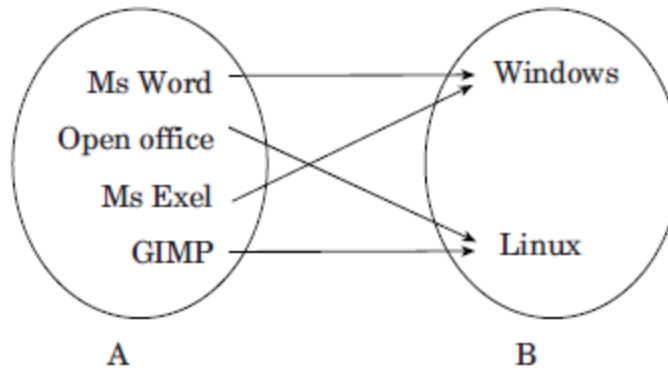 Ms Word
Open office
Ms Exel
GIMP
Windows
Linux
A
B